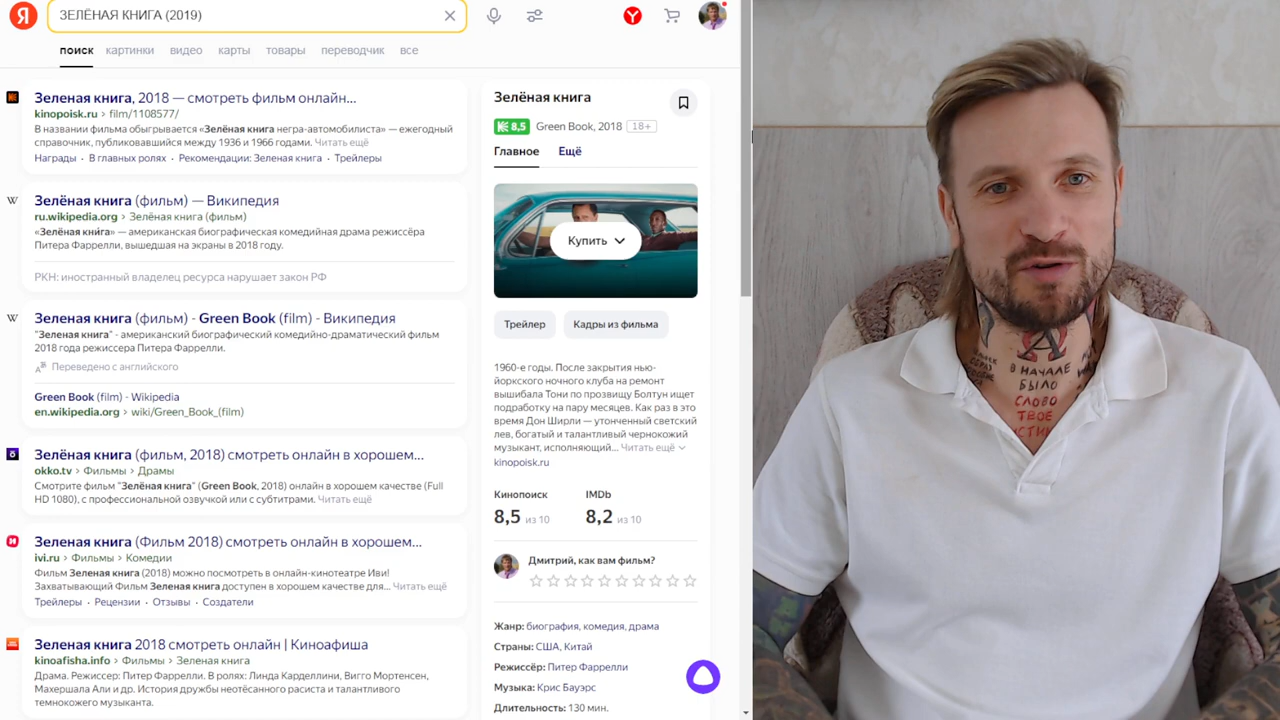 Я
ЗЕЛЁНАЯ КНИГА (2019)
поиск картинки видео карты товары переводчик все
Зеленая книга, 2018 — смотреть фильм онлайн...
kinopoisk.ru › film/1108577/
В названии фильма обыгрывается «Зелёная книга негра-автомобилиста» — ежегодный
справочник, публиковавшийся между 1936 и 1966 годами. Читать ещё
Награды · В главных ролях · Рекомендации: Зеленая книга · Трейлеры
W
Зелёная книга (фильм) — Википедия
ru.wikipedia.org › Зелёная книга (фильм)
«Зелёная кни́га» — американская биографическая комедийная драма режиссёра
Питера Фаррелли, вышедшая на экраны в 2018 году.
РКН: иностранный владелец ресурса нарушает закон РФ
W
Зеленая книга (фильм) - Green Book (film) - Википедия
"Зеленая книга" - американский биографический комедийно-драматический фильм
2018 года режиссера Питера Фаррелли.
Переведено с английского
Green Book (film) - Wikipedia
en.wikipedia.org › wiki/Green_Book_(film)
Зелёная книга (фильм, 2018) смотреть онлайн в хорошем...
okko.tv › Фильмы › Драмы
Смотрите фильм "Зелёная книга" (Green Book, 2018) онлайн в хорошем качестве (Full
HD 1080), с профессиональной озвучкой или с субтитрами. Читать ещё
Зеленая книга (Фильм 2018) смотреть онлайн в хорошем...
ivi.ru › Фильмы › Комедии
Фильм Зеленая книга (2018) можно посмотреть в онлайн-кинотеатре Иви!
Захватывающий Фильм Зеленая книга доступен в хорошем качестве для... Читать ещё
Трейлеры · Рецензии · Отзывы · Создатели
Зеленая книга 2018 смотреть онлайн | Киноафиша
kinoafisha.info › Фильмы › Зеленая книга
Драма. Режиссер: Питер Фаррелли. В ролях: Линда Карделлини, Вигго Мортенсен,
Махершала Али и др. История дружбы неотёсанного расиста и талантливого
темнокожего музыканта.
Зелёная книга
8,5 Green Book, 2018 18+
Главное Ещё
Купить
Трейлер Кадры из фильма
1960-е годы. После закрытия нью-
йоркского ночного клуба на ремонт
вышибала Тони по прозвищу Болтун ищет
подработку на пару месяцев. Как раз в это
время Дон Ширли — утонченный светский
лев, богатый и талантливый чернокожий
музыкант, исполняющий... Читать ещё
kinopoisk.ru
Кинопоиск IMDb
8,5 из 10 8,2 из 10
Дмитрий, как вам фильм?
Жанр: биография, комедия, драма
Страны: США, Китай
Режиссёр: Питер Фаррелли
Музыка: Крис Бауэрс
Длительность: 130 мин.
В НАЧАЛЕ
БЫЛО
СЛОВО
ТВОЕ